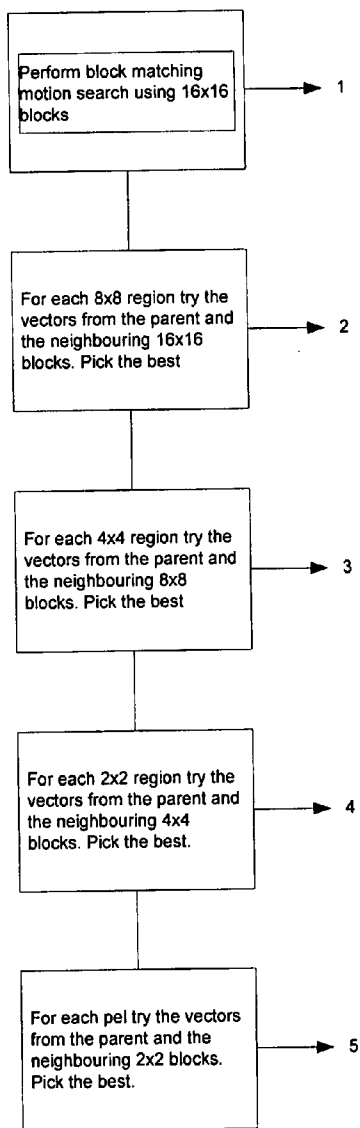 Perform block matching
motion search using 16x16
blocks
1
For each 8x8 region try the
vectors from the parent and
the neighbouring 16x16
blocks. Pick the best
2
For each 4x4 region try the
vectors from the parent and
the neighbouring 8x8
blocks. Pick the best
3
For each 2x2 region try the
vectors from the parent and
the neighbouring 4x4
blocks. Pick the best.
4
For each pel try the vectors
from the parent and the
neighbouring 2x2 blocks.
Pick the best.
5